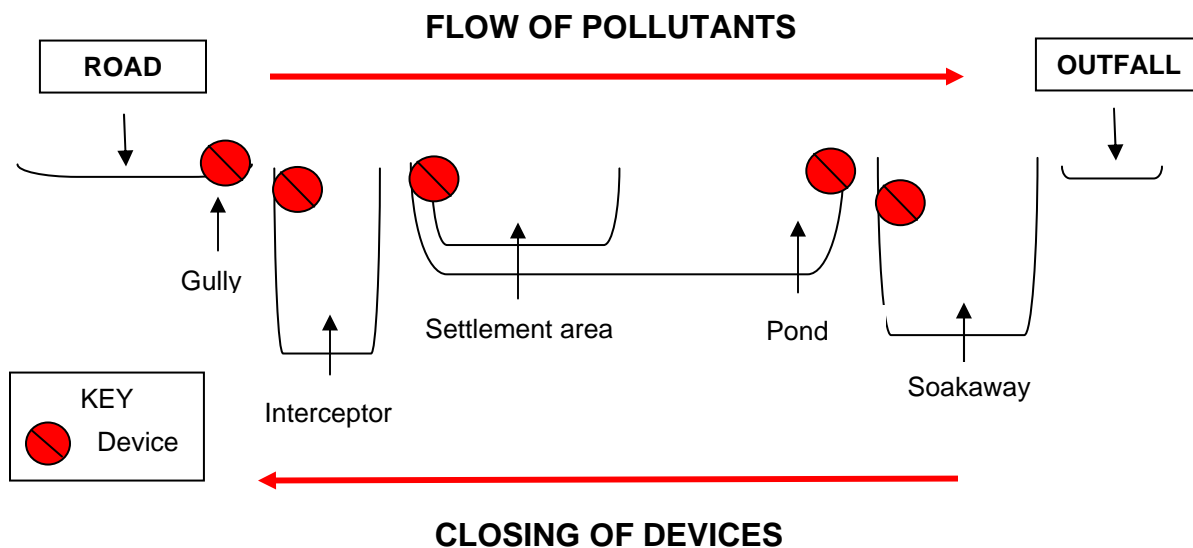 FLOW OF POLLUTANTS
ROAD
OUTFALL
Gully
Settlement area
Pond
Soakaway
Interceptor
KEY
Device
CLOSING OF DEVICES